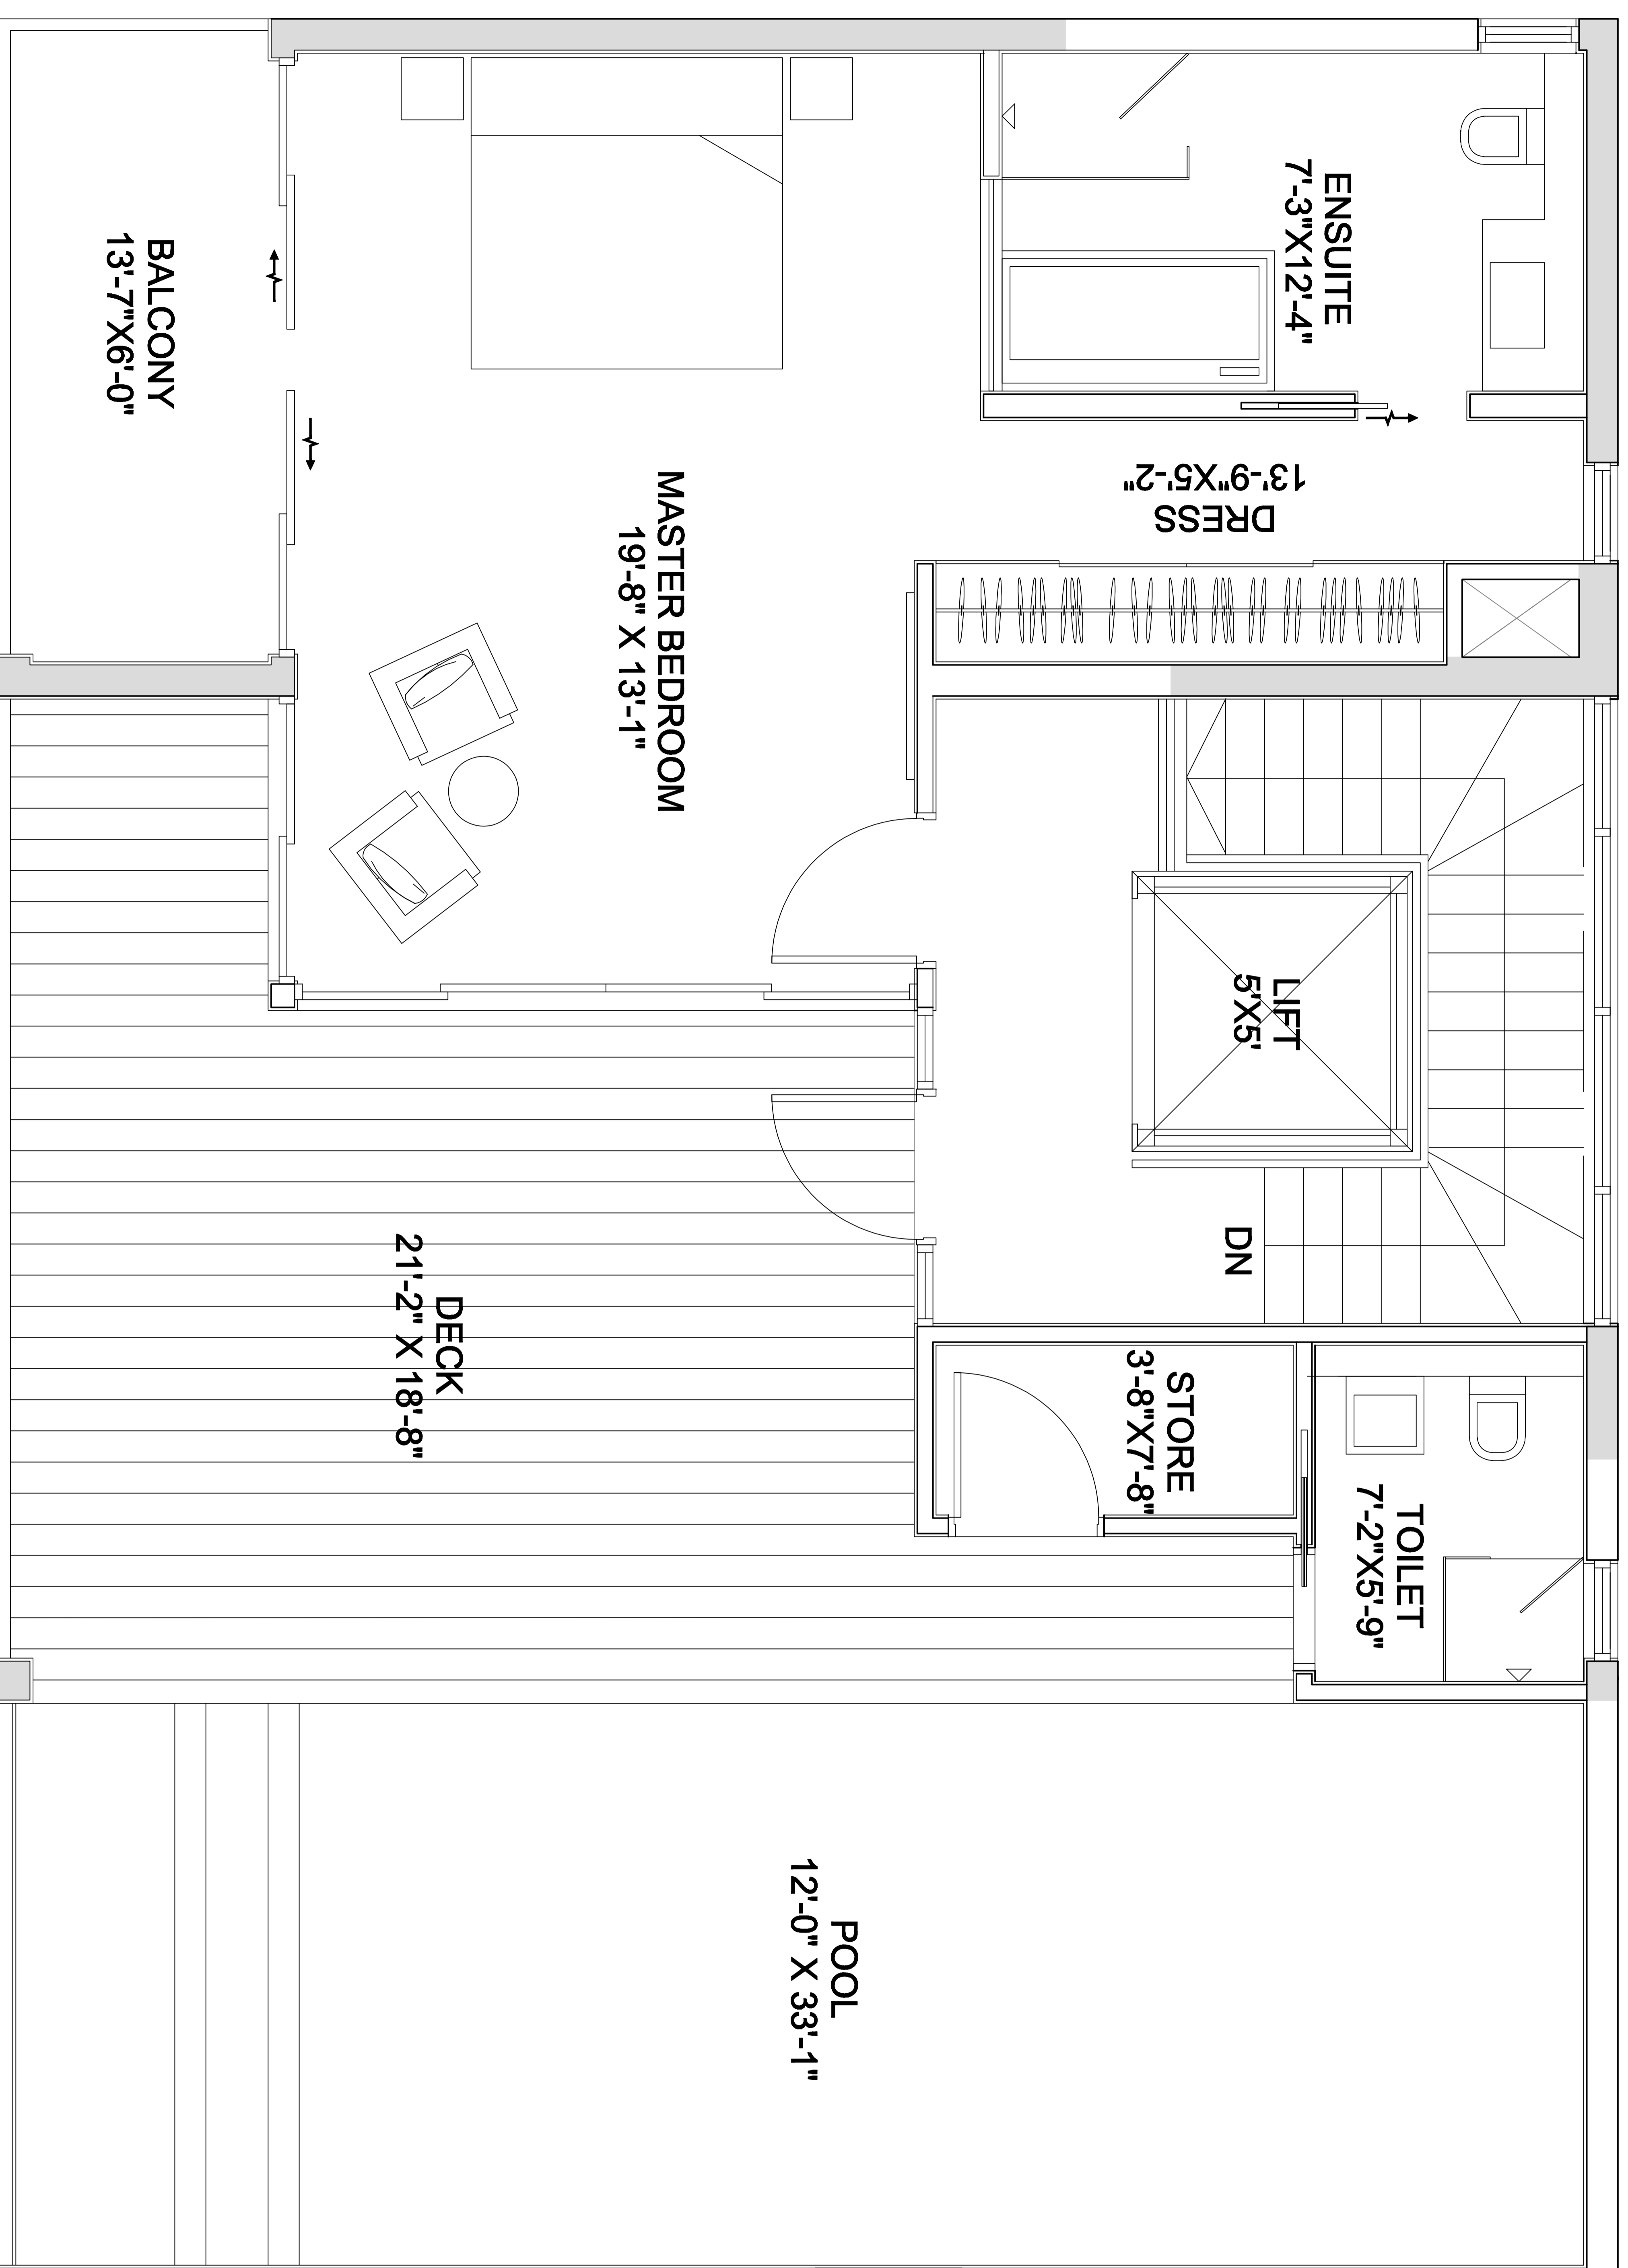 ENSUITE
7'-3"X12'-4"
BALCONY
13'-7"X6'-0"
MASTER BEDROOM
19'-8" X 13'-1"
DRESS
13'-9"X5'-2"
LIFT
5'X5'
DN
STORE
3'-8"X7'-8"
TOILET
7'-2"X5'-9"
DECK
21'-2" X 18'-8"
POOL
12'-0" X 33'-1"